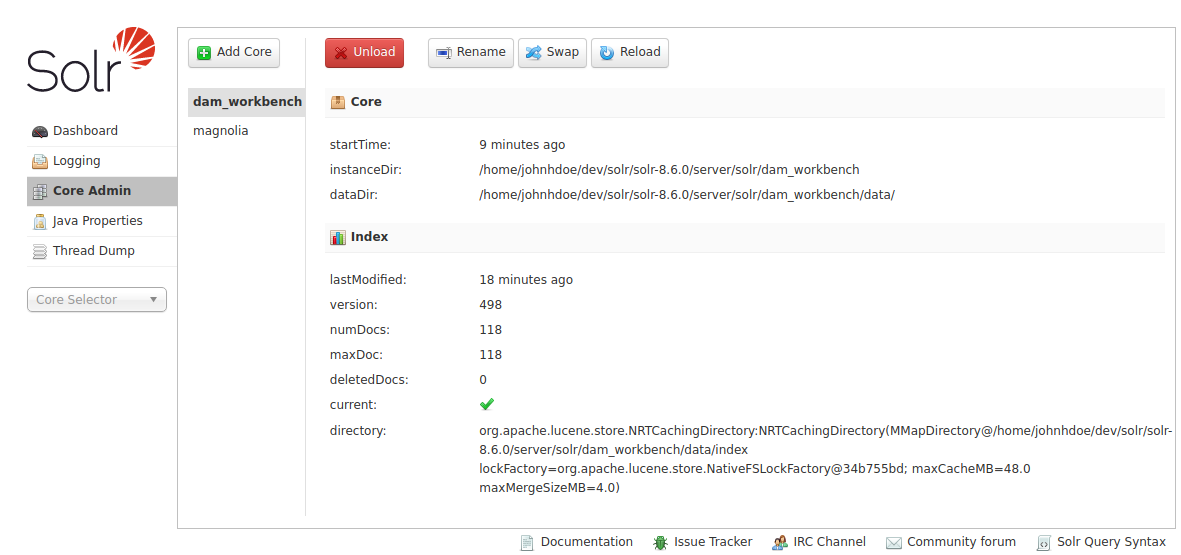 Solr
Dashboard
Logging
Core Admin
Java Properties
Thread Dump
Core Selector
Add Core
dam_workbench
magnolia
Unload Rename Swap Reload
Core
startTime: 9 minutes ago
instanceDir: /home/johnhdoe/dev/solr/solr-8.6.0/server/solr/dam_workbench
dataDir: /home/johnhdoe/dev/solr/solr-8.6.0/server/solr/dam_workbench/data/
Index
lastModified: 18 minutes ago
version: 498
numDocs: 118
maxDoc: 118
deletedDocs: 0
current:
directory: org.apache.lucene.store.NRTCachingDirectory:NRTCachingDirectory(MMapDirectory@/home/johnhdoe/dev/solr/solr-
8.6.0/server/solr/dam_workbench/data/index
lockFactory=org.apache.lucene.store.NativeFSLockFactory@34b755bd; maxCacheMB=48.0
maxMergeSizeMB=4.0)
Documentation Issue Tracker IRC Channel Community forum Solr Query Syntax